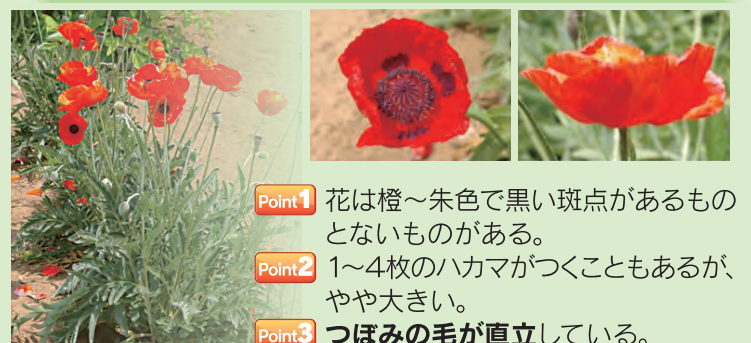 Point1 花は橙～朱色で黒い斑点があるもの
とないものがある。
Point2 1～4枚のハカマがつくこともあるが、
やや大きい。
Point3 つぼみの毛が直立している。